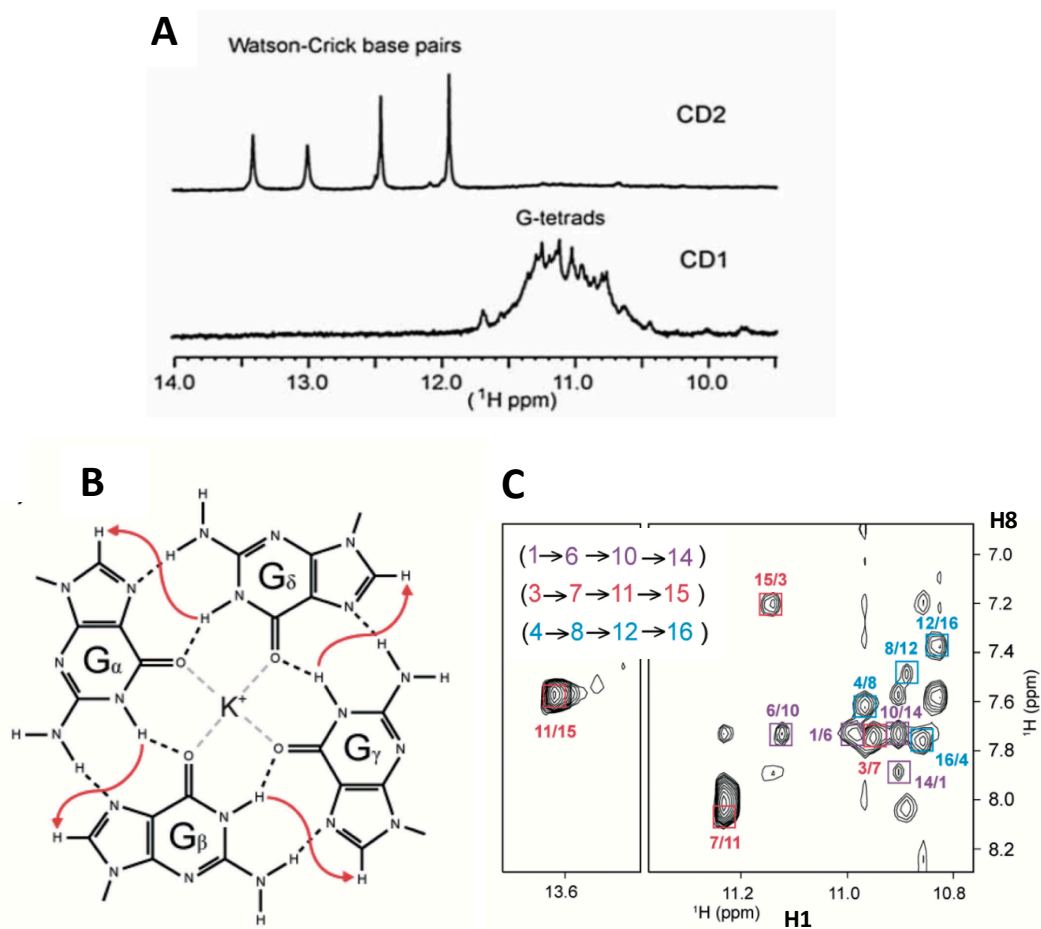 A
Watson-Crick base pairs
CD2
G-tetrads
CD1
14.0 13.0 12.0 11.0 10.0
(¹H ppm)
B
H H
H N N N
H H
N N N Gδ H
N N
H O N
Gα O O H
N H H
N N K⁺ N N
H
H N H O Gγ N
O
H N H N
N
H Gβ N N
N N N H
H H
C
H8
(1→6→10→14)
(3→7→11→15)
(4→8→12→16)
15/3
12/16
8/12
4/8
10/14
11/15
6/10
1/6
3/7
16/4
14/1
7/11
7.0
7.2
7.4
7.6
7.8
8.0
8.2
¹H (ppm)
13.6 11.2 11.0 10.8
¹H (ppm)
H1